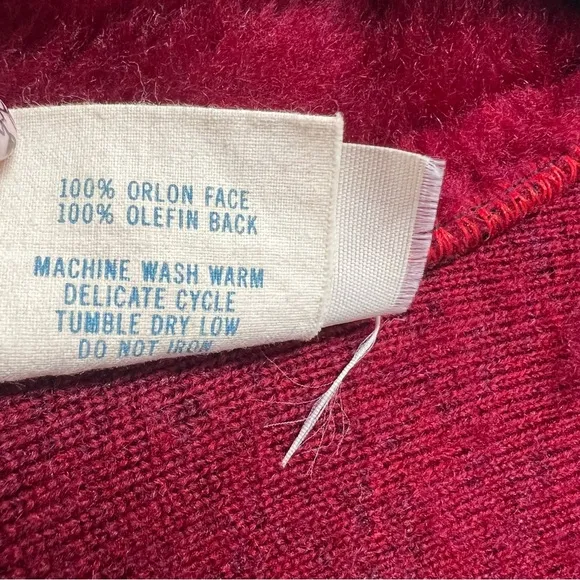 100% ORLON FACE
100% OLEFIN BACK
MACHINE WASH WARM
DELICATE CYCLE
TUMBLE DRY LOW
DO NOT IRON